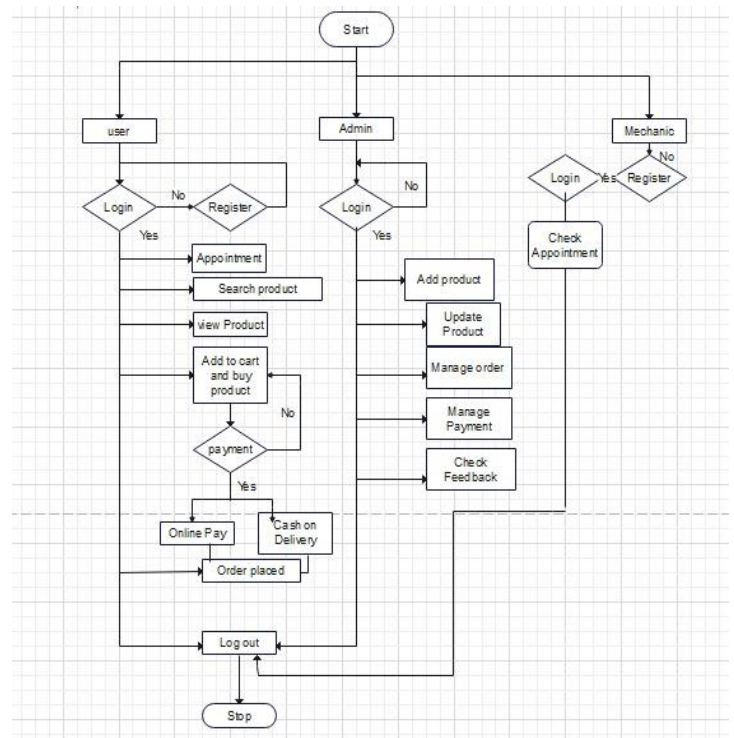 Start
user
Admin
Mechanic
No
Login
No
Register
No
Login
Login
Yes
Register
Yes
Yes
Check
Appointment
Appointment
Search product
view Product
Add to cart
and buy
product
No
payment
Yes
Online Pay
Cash on
Delivery
Order placed
Add product
Update
Product
Manage order
Manage
Payment
Check
Feedback
Log out
Stop